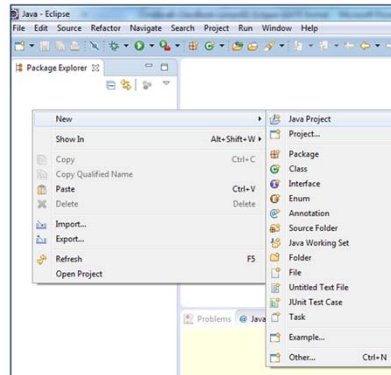 Java - Eclipse
File Edit Source Refactor Navigate Search Project Run Window Help
Package Explorer
New
Show In Alt+Shift+W
Copy Ctrl+C
Copy Qualified Name
Paste Ctrl+V
Delete Delete
Import...
Export...
Refresh F5
Open Project
Java Project
Project...
Package
Class
Interface
Enum
Annotation
Source Folder
Java Working Set
Folder
File
Untitled Text File
JUnit Test Case
Task
Example...
Other... Ctrl+N
Problems @ Java